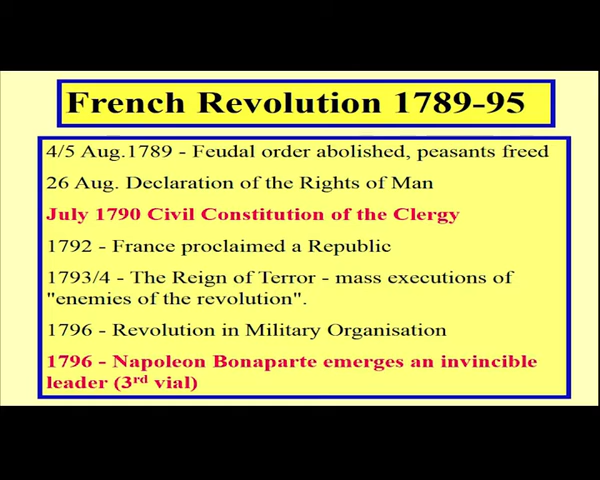 French Revolution 1789-95
4/5 Aug.1789 - Feudal order abolished, peasants freed
26 Aug. Declaration of the Rights of Man
July 1790 Civil Constitution of the Clergy
1792 - France proclaimed a Republic
1793/4 - The Reign of Terror - mass executions of
"enemies of the revolution".
1796 - Revolution in Military Organisation
1796 - Napoleon Bonaparte emerges an invincible
leader (3rd vial)